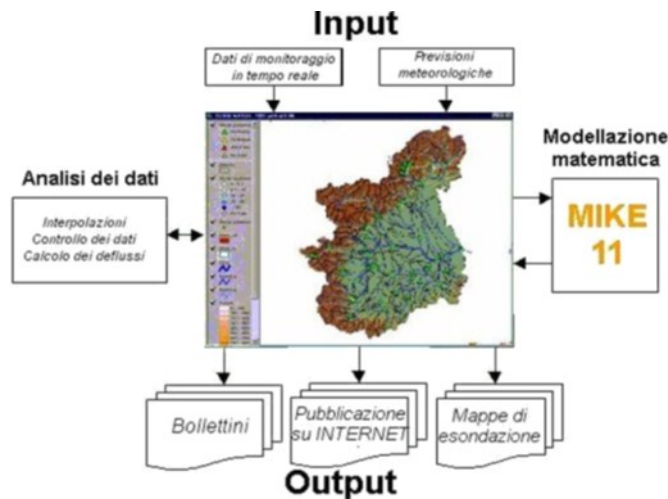 Input
Dati di monitoraggio
in tempo reale
Previsioni
meteorologiche
Modellazione
matematica
MIKE
11
Analisi dei dati
Interpolazioni
Controllo dei dati
Calcolo dei deflussi
Bollettini
Pubblicazione
su INTERNET
Mappe di
esondazione
Output